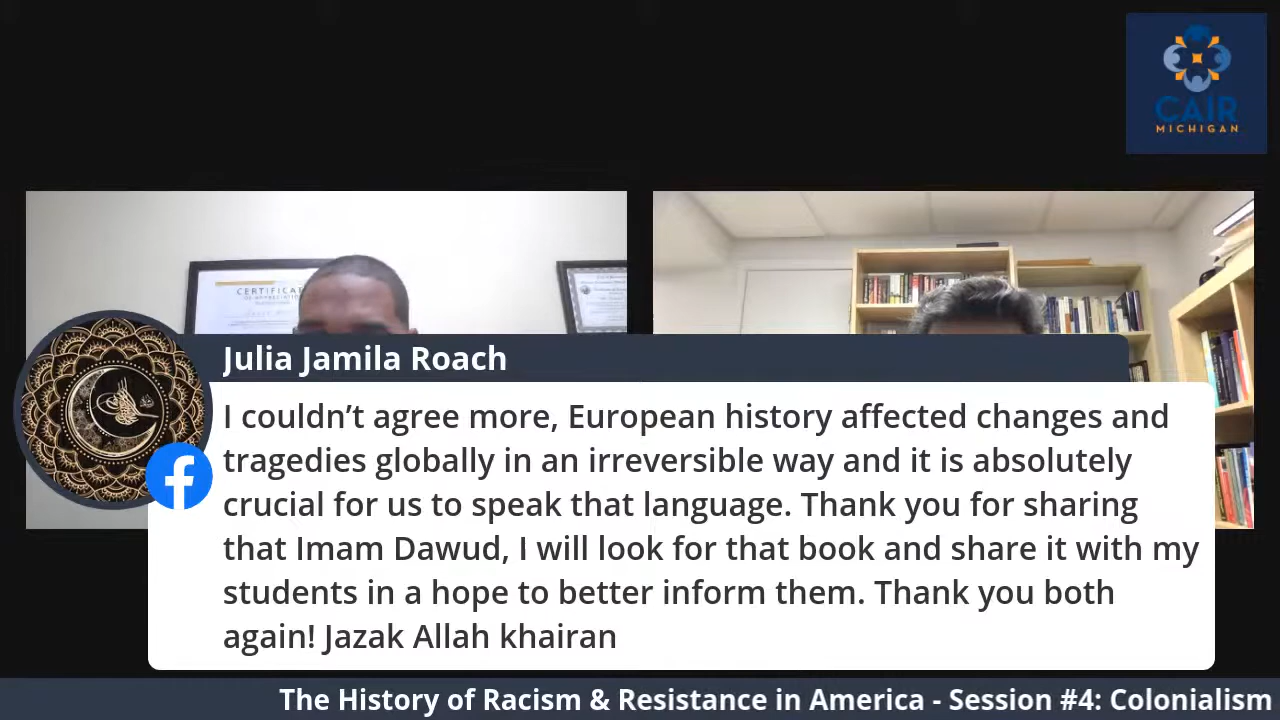 CAIR
MICHIGAN
CERTIFICAT
Julia Jamila Roach
I couldn’t agree more, European history affected changes and
tragedies globally in an irreversible way and it is absolutely
crucial for us to speak that language. Thank you for sharing
that Imam Dawud, I will look for that book and share it with my
students in a hope to better inform them. Thank you both
again! Jazak Allah khairan
The History of Racism & Resistance in America - Session #4: Colonialism